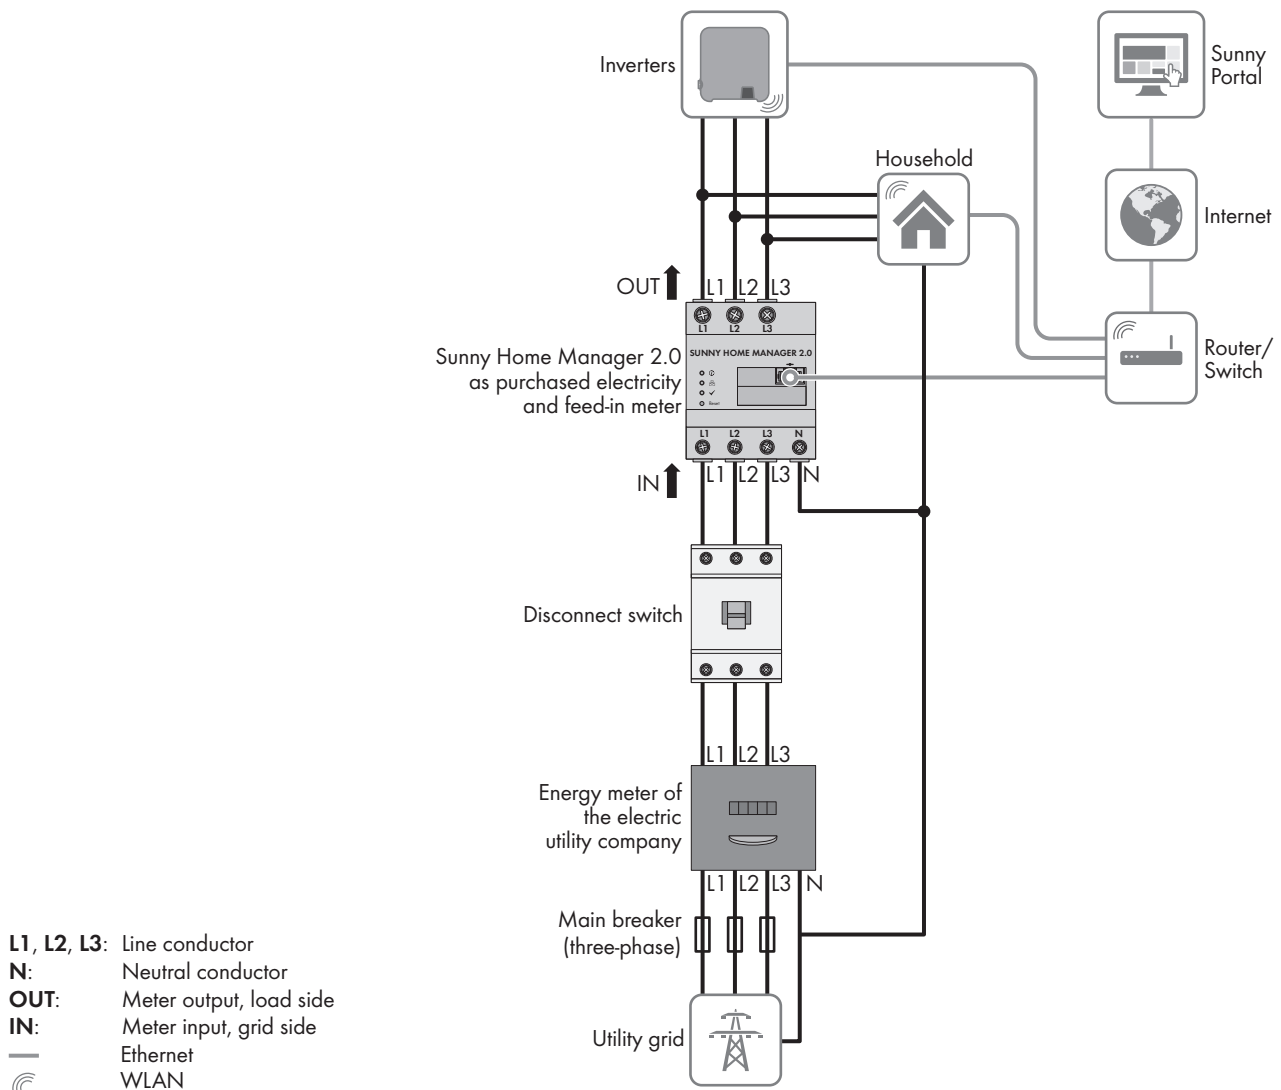 Inverters
Sunny
Portal
Household
Internet
OUT
L1 L2 L3
L1 L2 L3
SUNNY HOME MANAGER 2.0
Sunny Home Manager 2.0
as purchased electricity
and feed-in meter
Reset
Router/
Switch
L1 L2 L3 N
IN
L1 L2 L3 N
Disconnect switch
L1 L2 L3
Energy meter of
the electric
utility company
L1 L2 L3 N
Main breaker
(three-phase)
Utility grid
L1, L2, L3: Line conductor
N: Neutral conductor
OUT: Meter output, load side
IN: Meter input, grid side
Ethernet
WLAN